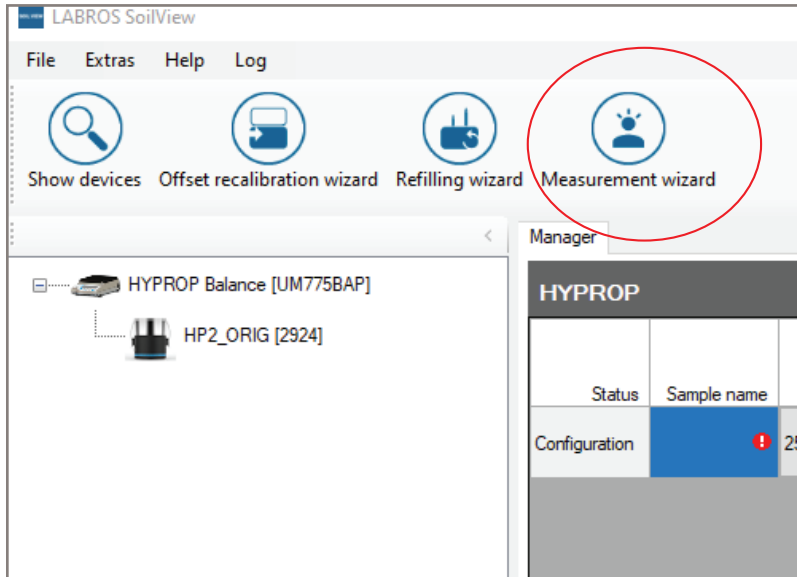 LABROS SoilView
File Extras Help Log
Show devices Offset recalibration wizard Refilling wizard Measurement wizard
Manager
HYPROP Balance [UM775BAP]
HP2_ORIG [2924]
HYPROP
Status Sample name
Configuration 25